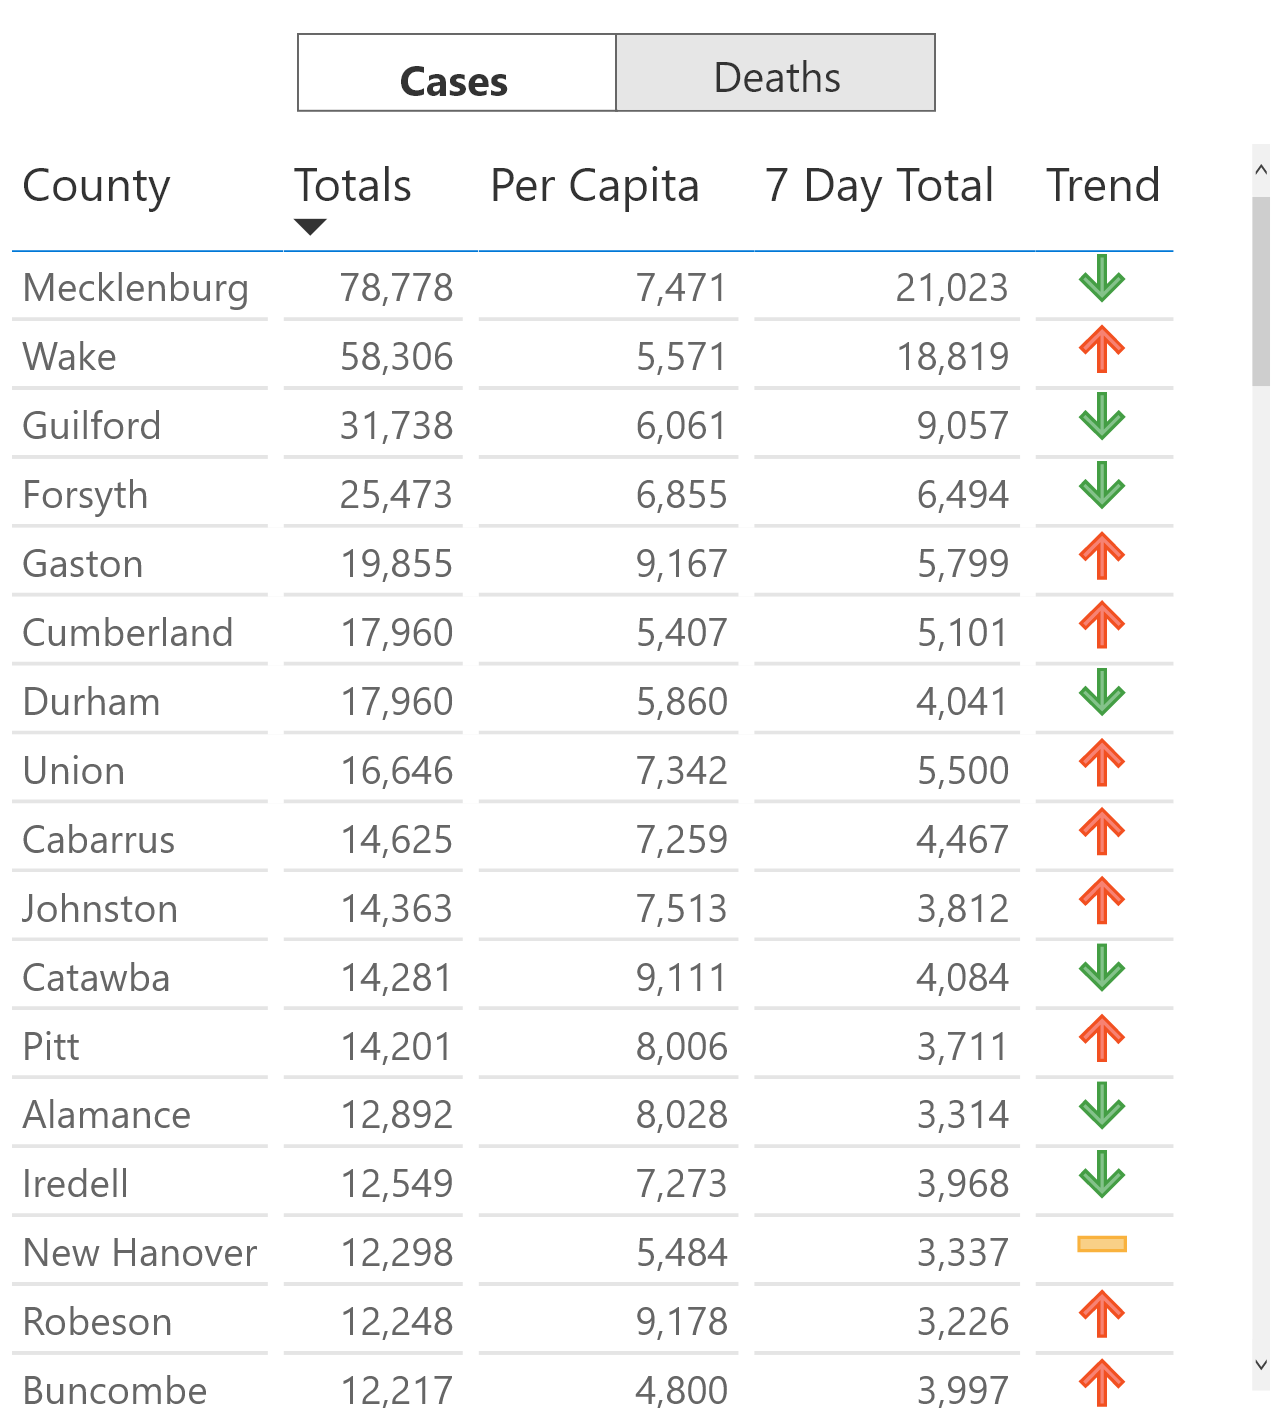 Cases Deaths
County Totals Per Capita 7 Day Total Trend
Mecklenburg 78,778 7,471 21,023
Wake 58,306 5,571 18,819
Guilford 31,738 6,061 9,057
Forsyth 25,473 6,855 6,494
Gaston 19,855 9,167 5,799
Cumberland 17,960 5,407 5,101
Durham 17,960 5,860 4,041
Union 16,646 7,342 5,500
Cabarrus 14,625 7,259 4,467
Johnston 14,363 7,513 3,812
Catawba 14,281 9,111 4,084
Pitt 14,201 8,006 3,711
Alamance 12,892 8,028 3,314
Iredell 12,549 7,273 3,968
New Hanover 12,298 5,484 3,337
Robeson 12,248 9,178 3,226
Buncombe 12,217 4,800 3,997